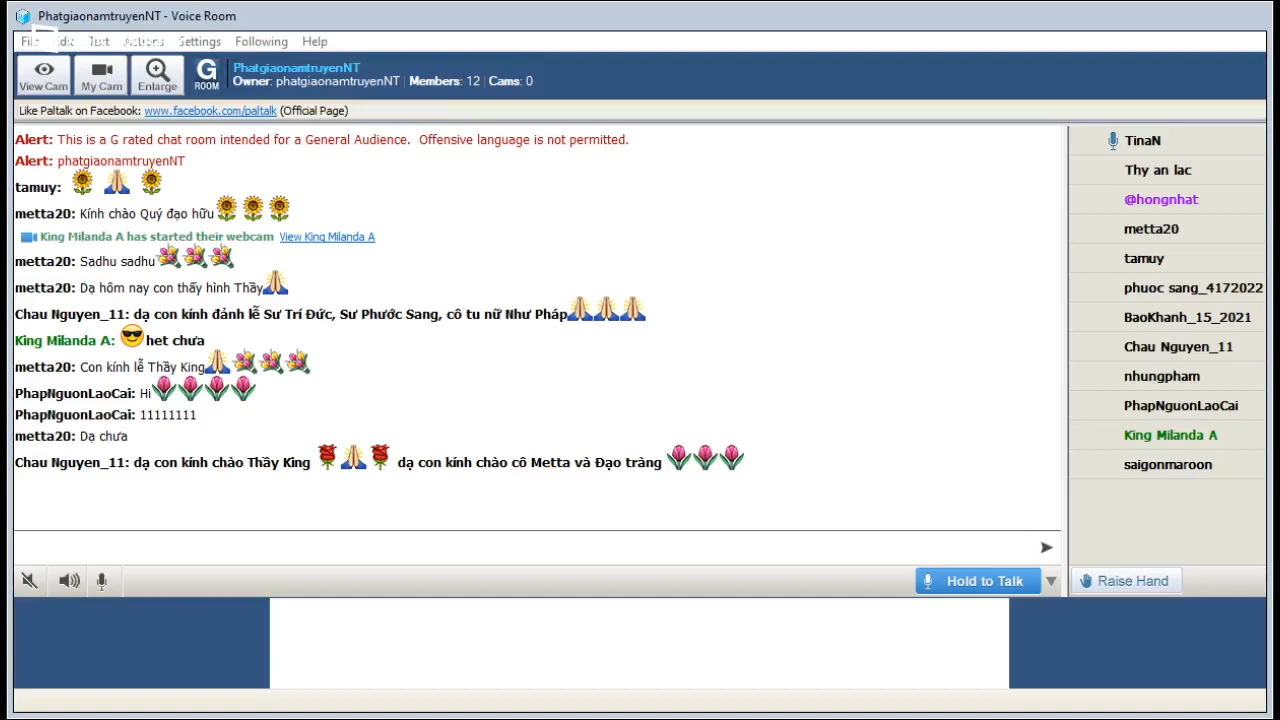 PhatgiaonamtruyenNT - Voice Room
Settings Following Help
View Cam My Cam Enlarge G ROOM
PhatgiaonamtruyenNT
Owner: phatgiaonamtruyenNT | Members: 12 | Cams: 0
Like Paltalk on Facebook: www.facebook.com/paltalk (Official Page)
Alert: This is a G rated chat room intended for a General Audience. Offensive language is not permitted.
Alert: phatgiaonamtruyenNT
tamuy:
metta20: Kính chào Quý đạo hữu
King Milanda A has started their webcam View King Milanda A
metta20: Sadhu sadhu
metta20: Dạ hôm nay con thấy hình Thầy
Chau Nguyen_11: dạ con kính đảnh lễ Sư Trí Đức, Sư Phước Sang, cô tu nữ Như Pháp
King Milanda A: het chưa
metta20: Con kính lễ Thầy King
PhapNguonLaoCai: Hi
PhapNguonLaoCai: 11111111
metta20: Dạ chưa
Chau Nguyen_11: dạ con kính chào Thầy King dạ con kính chào cô Metta và Đạo tràng
TinaN
Thy an lac
@hongnhat
metta20
tamuy
phuoc sang_4172022
BaoKhanh_15_2021
Chau Nguyen_11
nhungpham
PhapNguonLaoCai
King Milanda A
saigonmaroon
Hold to Talk
Raise Hand